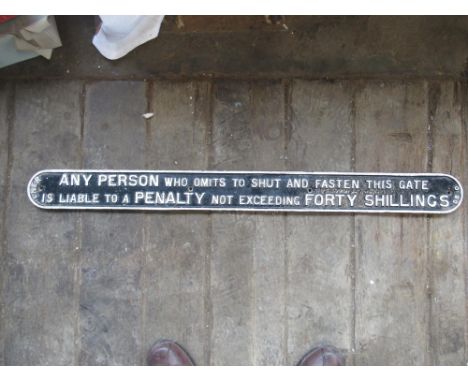 ANY PERSON WHO OMITS TO SHUT AND FASTEN THIS GATE
IS LIABLE TO A PENALTY NOT EXCEEDING FORTY SHILLINGS